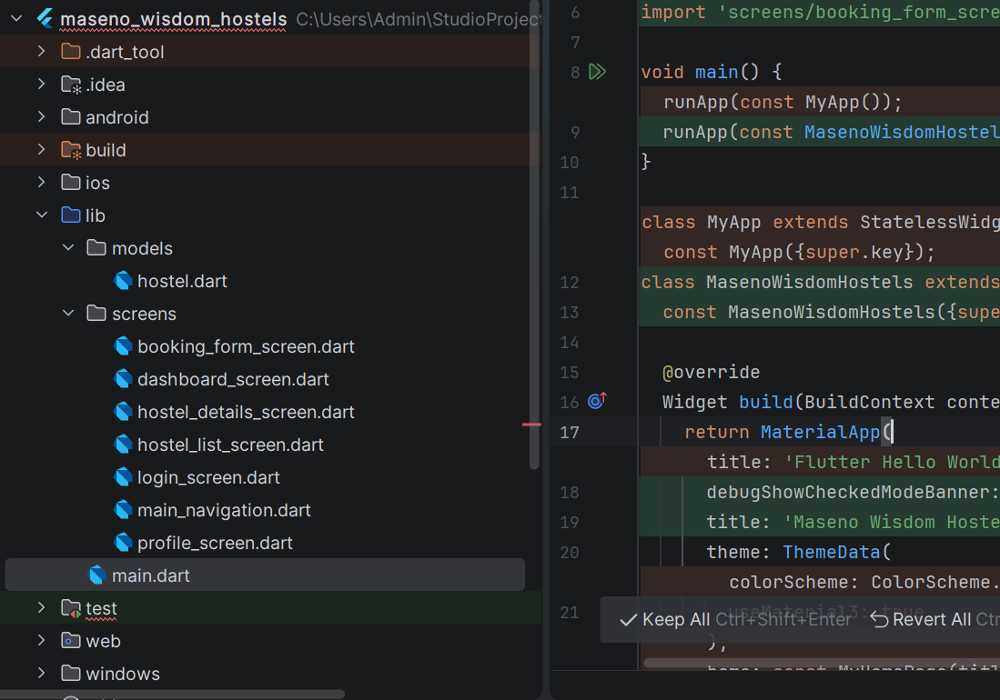 maseno_wisdom_hostels C:\Users\Admin\StudioProject
.dart_tool
.idea
android
build
ios
lib
models
hostel.dart
screens
booking_form_screen.dart
dashboard_screen.dart
hostel_details_screen.dart
hostel_list_screen.dart
login_screen.dart
main_navigation.dart
profile_screen.dart
main.dart
test
web
windows
6 import 'screens/booking_form_scre
7
8 void main() {
runApp(const MyApp());
9 runApp(const MasenoWisdomHostel
10 }
11
class MyApp extends StatelessWidg
const MyApp({super.key});
12 class MasenoWisdomHostels extends
13 const MasenoWisdomHostels({supe
14
15 @override
16 Widget build(BuildContext conte
17 return MaterialApp(
title: 'Flutter Hello World
18 debugShowCheckedModeBanner:
19 title: 'Maseno Wisdom Hoste
20 theme: ThemeData(
colorScheme: ColorScheme.
21 useMaterial3: true
Keep All Ctrl+Shift+Enter Revert All Ctr
),
home: const MyHomePage(titl